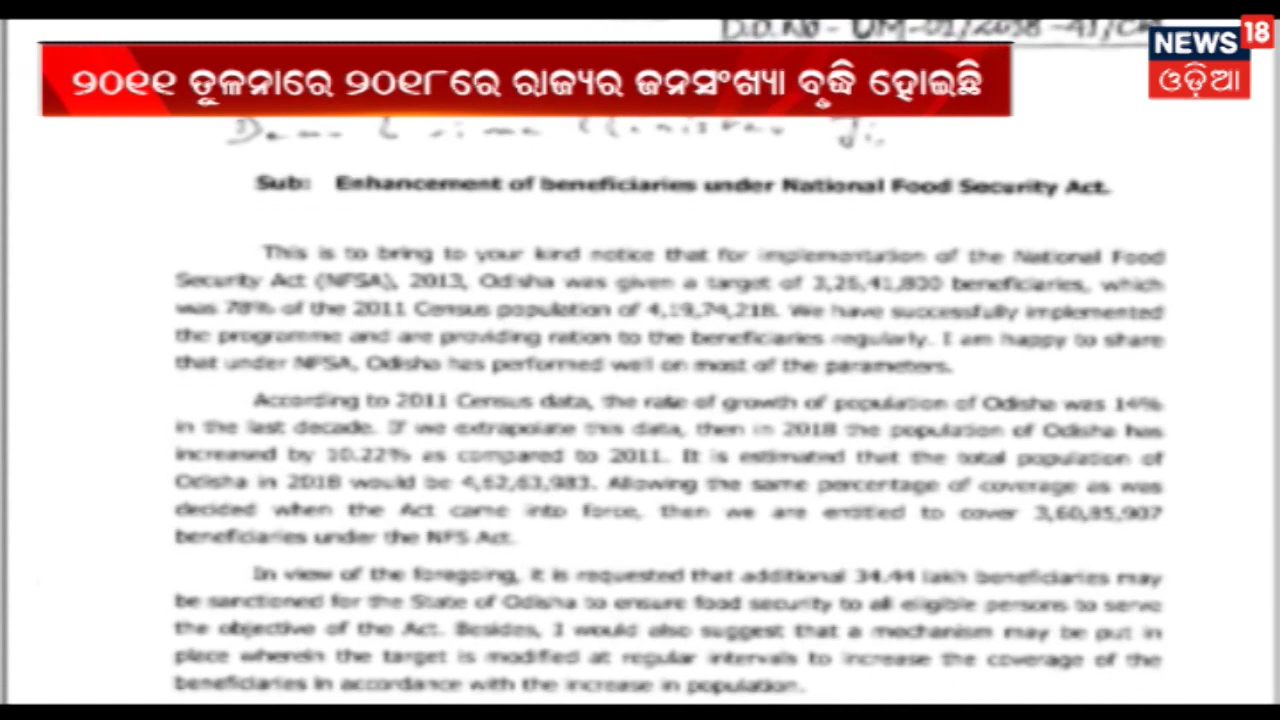 D.O.No-
NEWS 18
ଓଡ଼ିଆ
୨୦୧୧ ତୁଳନାରେ ୨୦୧୮ରେ ରାଜ୍ୟର ଜନସଂଖ୍ୟା ବୃଦ୍ଧି ହୋଇଛି
Sub: Enhancement of beneficiaries under National Food Security Act.
This is to bring to your kind notice that for implementation of the National Food
Security Act (NFSA), 2013, Odisha was given a target of 3,26,41,800 beneficiaries, which
was 78% of the 2011 Census population of 4,19,74,218. We have successfully implemented
the programme and are providing ration to the beneficiaries regularly. I am happy to share
that under NFSA, Odisha has performed well on most of the parameters.
According to 2011 Census data, the rate of growth of population of Odisha was 14%
in the last decade. If we extrapolate this data, then in 2018 the population of Odisha has
increased by 10.22% as compared to 2011. It is estimated that the total population of
Odisha in 2018 would be 4,62,63,983. Allowing the same percentage of coverage as was
decided when the Act came into force, then we are entitled to cover 3,60,85,907
beneficiaries under the NFS Act.
In view of the foregoing, it is requested that additional 34.44 lakh beneficiaries may
be sanctioned for the State of Odisha to ensure food security to all eligible persons to serve
the objective of the Act. Besides, I would also suggest that a mechanism may be put in
place wherein the target is modified at regular intervals to increase the coverage of the
beneficiaries in accordance with the increase in population.